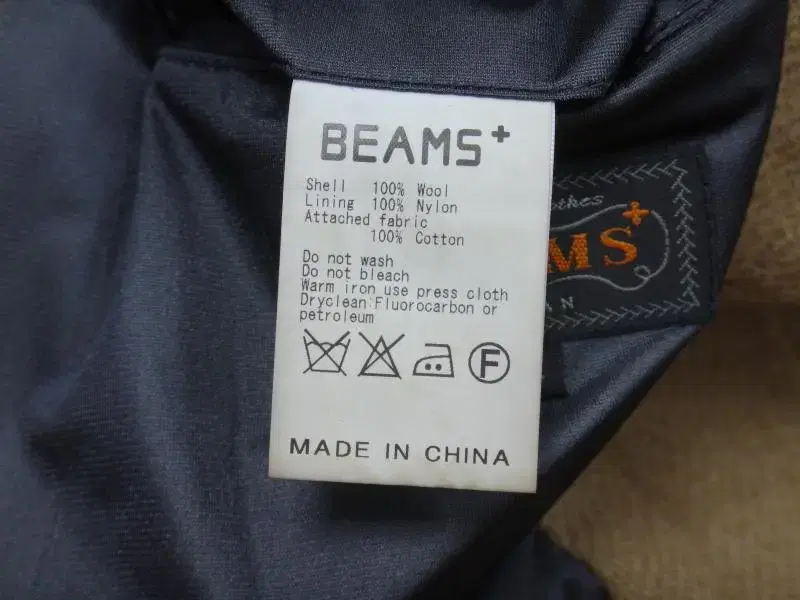 BEAMS+
Shell 100% Wool
Lining 100% Nylon
Attached fabric
100% Cotton
Do not wash
Do not bleach
Warm iron use press cloth
Dryclean Fluorocarbon or
petroleum
F
MADE IN CHINA
MS+